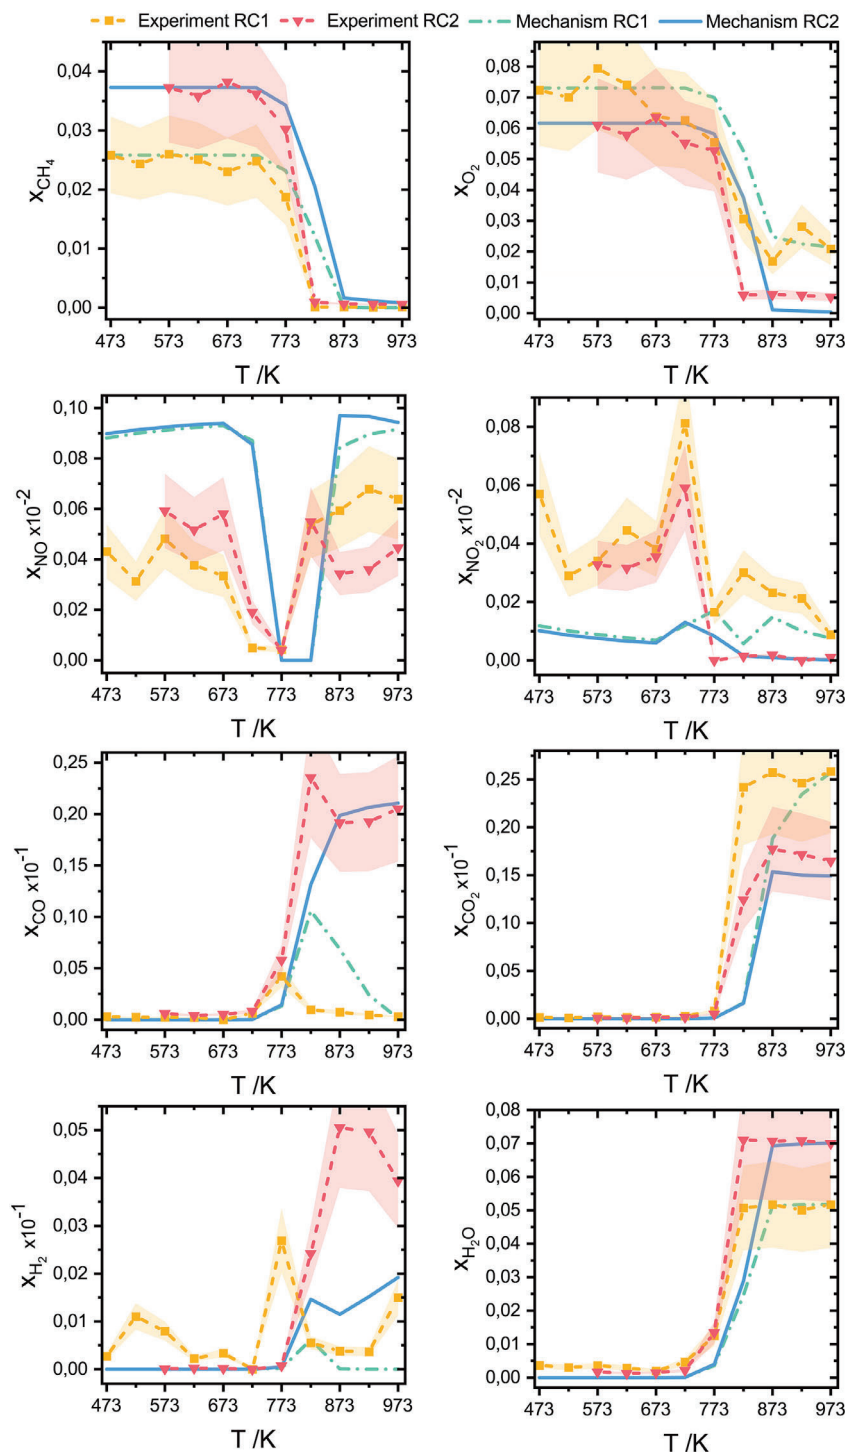 Experiment RC1 Experiment RC2 Mechanism RC1 Mechanism RC2
0,04
0,03
0,02
0,01
0,00
xCH4
473 573 673 773 873 973
T /K
0,08
0,07
0,06
0,05
0,04
0,03
0,02
0,01
0,00
xO2
473 573 673 773 873 973
T /K
0,10
0,08
0,06
0,04
0,02
0,00
xNO x10-2
473 573 673 773 873 973
T /K
0,08
0,06
0,04
0,02
0,00
xNO2 x10-2
473 573 673 773 873 973
T /K
0,25
0,20
0,15
0,10
0,05
0,00
xCO x10-1
473 573 673 773 873 973
T /K
0,25
0,20
0,15
0,10
0,05
0,00
xCO2 x10-1
473 573 673 773 873 973
T /K
0,05
0,04
0,03
0,02
0,01
0,00
xH2 x10-1
473 573 673 773 873 973
T /K
0,08
0,07
0,06
0,05
0,04
0,03
0,02
0,01
0,00
xH2O
473 573 673 773 873 973
T /K